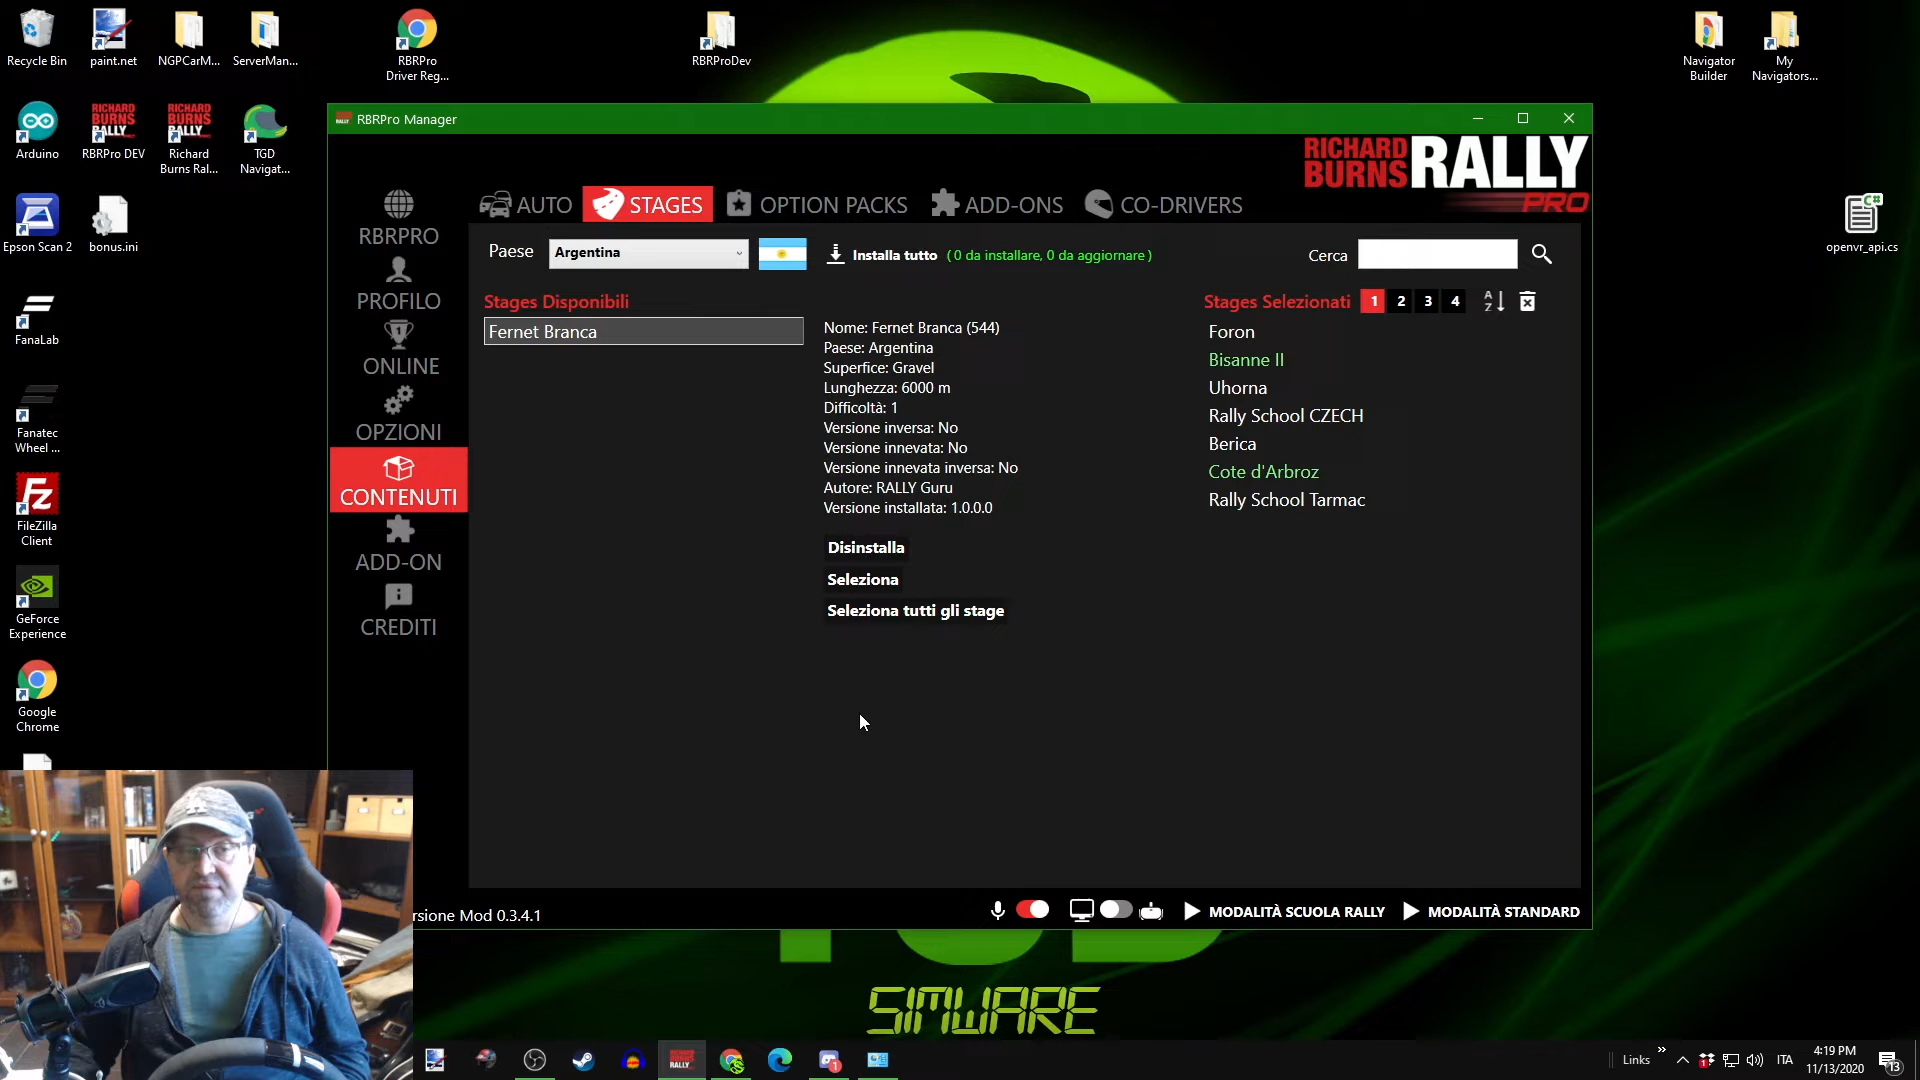 Recycle Bin
paint.net
NGPCarM...
ServerMan...
RBRPro
Driver Reg...
RBRProDev
Navigator
Builder
My
Navigators...
Arduino
RICHARD
BURNS
RALLY
RBRPro DEV
RICHARD
BURNS
RALLY
Richard
Burns Ral...
TGD
Navigat...
Epson Scan 2
bonus.ini
FanaLab
Fanatec
Wheel ...
FileZilla
Client
GeForce
Experience
Google
Chrome
C#
openvr_api.cs
RBRPro Manager
RICHARD
BURNS
RALLY
PRO
RBRPRO
PROFILO
ONLINE
OPZIONI
CONTENUTI
ADD-ON
CREDITI
AUTO
STAGES
OPTION PACKS
ADD-ONS
CO-DRIVERS
Paese
Argentina
Installa tutto ( 0 da installare, 0 da aggiornare )
Cerca
Stages Disponibili
Fernet Branca
Nome: Fernet Branca (544)
Paese: Argentina
Superfice: Gravel
Lunghezza: 6000 m
Difficoltà: 1
Versione inversa: No
Versione innevata: No
Versione innevata inversa: No
Autore: RALLY Guru
Versione installata: 1.0.0.0
Disinstalla
Seleziona
Seleziona tutti gli stage
Stages Selezionati 1 2 3 4
Foron
Bisanne II
Uhorna
Rally School CZECH
Berica
Cote d'Arbroz
Rally School Tarmac
rsione Mod 0.3.4.1
MODALITÀ SCUOLA RALLY
MODALITÀ STANDARD
SIMWARE
Links
ITA
4:19 PM
11/13/2020
13